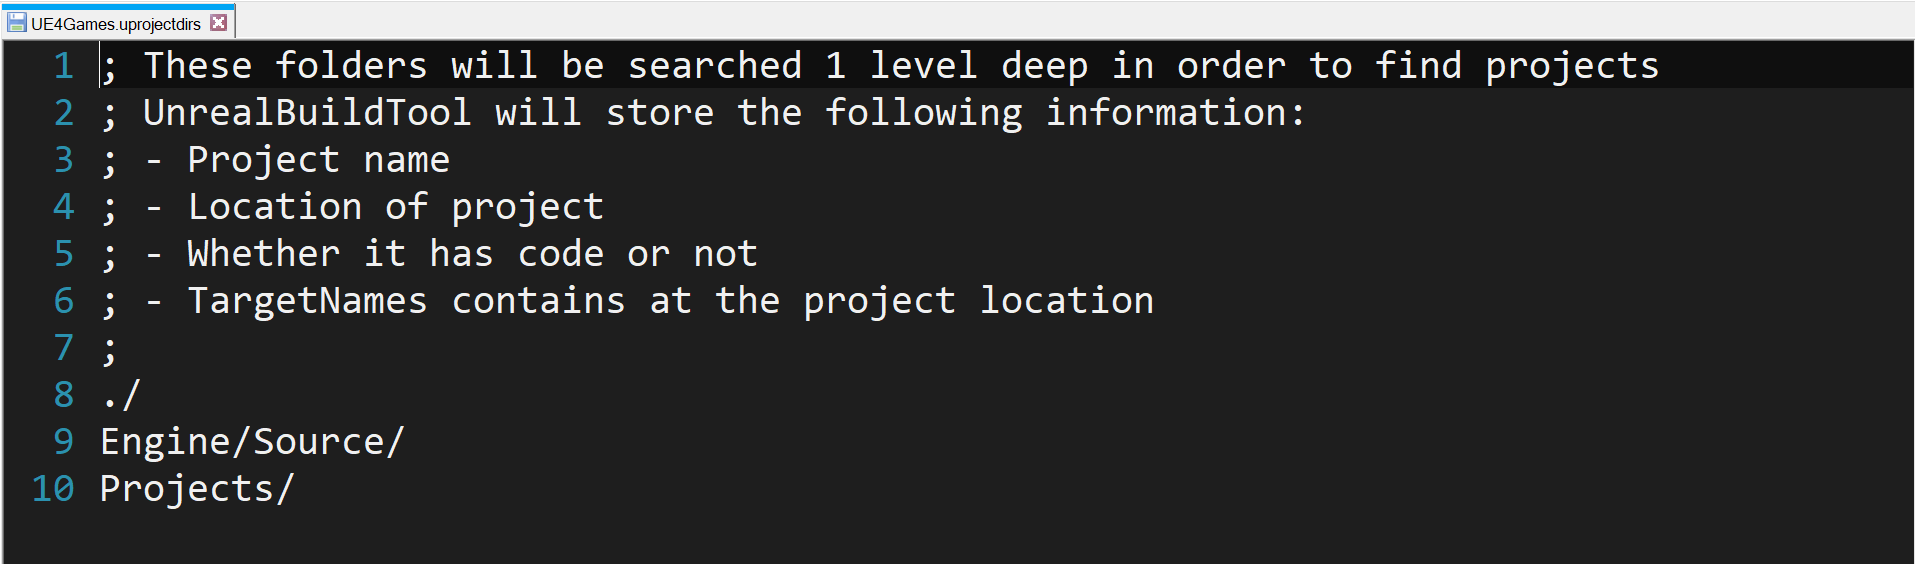 UE4Games.uprojectdirs
1 ; These folders will be searched 1 level deep in order to find projects
2 ; UnrealBuildTool will store the following information:
3 ; - Project name
4 ; - Location of project
5 ; - Whether it has code or not
6 ; - TargetNames contains at the project location
7 ;
8 ./
9 Engine/Source/
10 Projects/